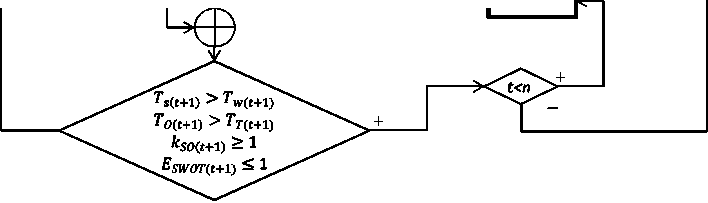 T_{s(t+1)} > T_{w(t+1)}
T_{O(t+1)} > T_{T(t+1)}
k_{SO(t+1)} ≥ 1
E_{SWOT(t+1)} ≤ 1
+
t<n
+
−